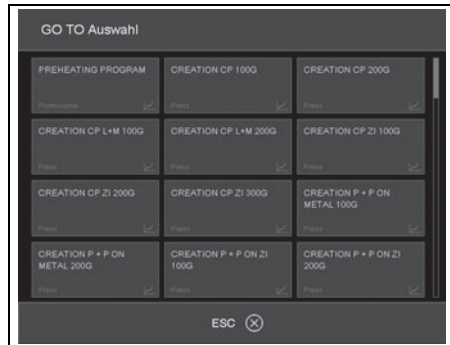 GO TO Auswahl
PREHEATING PROGRAM
Professional
CREATION CP 100G
Press
CREATION CP 200G
Press
CREATION CP L+M 100G
Press
CREATION CP L+M 200G
Press
CREATION CP ZI 100G
Press
CREATION CP ZI 200G
Press
CREATION CP ZI 300G
Press
CREATION P + P ON
METAL 100G
Press
CREATION P + P ON
METAL 200G
Press
CREATION P + P ON ZI
100G
Press
CREATION P + P ON ZI
200G
Press
ESC